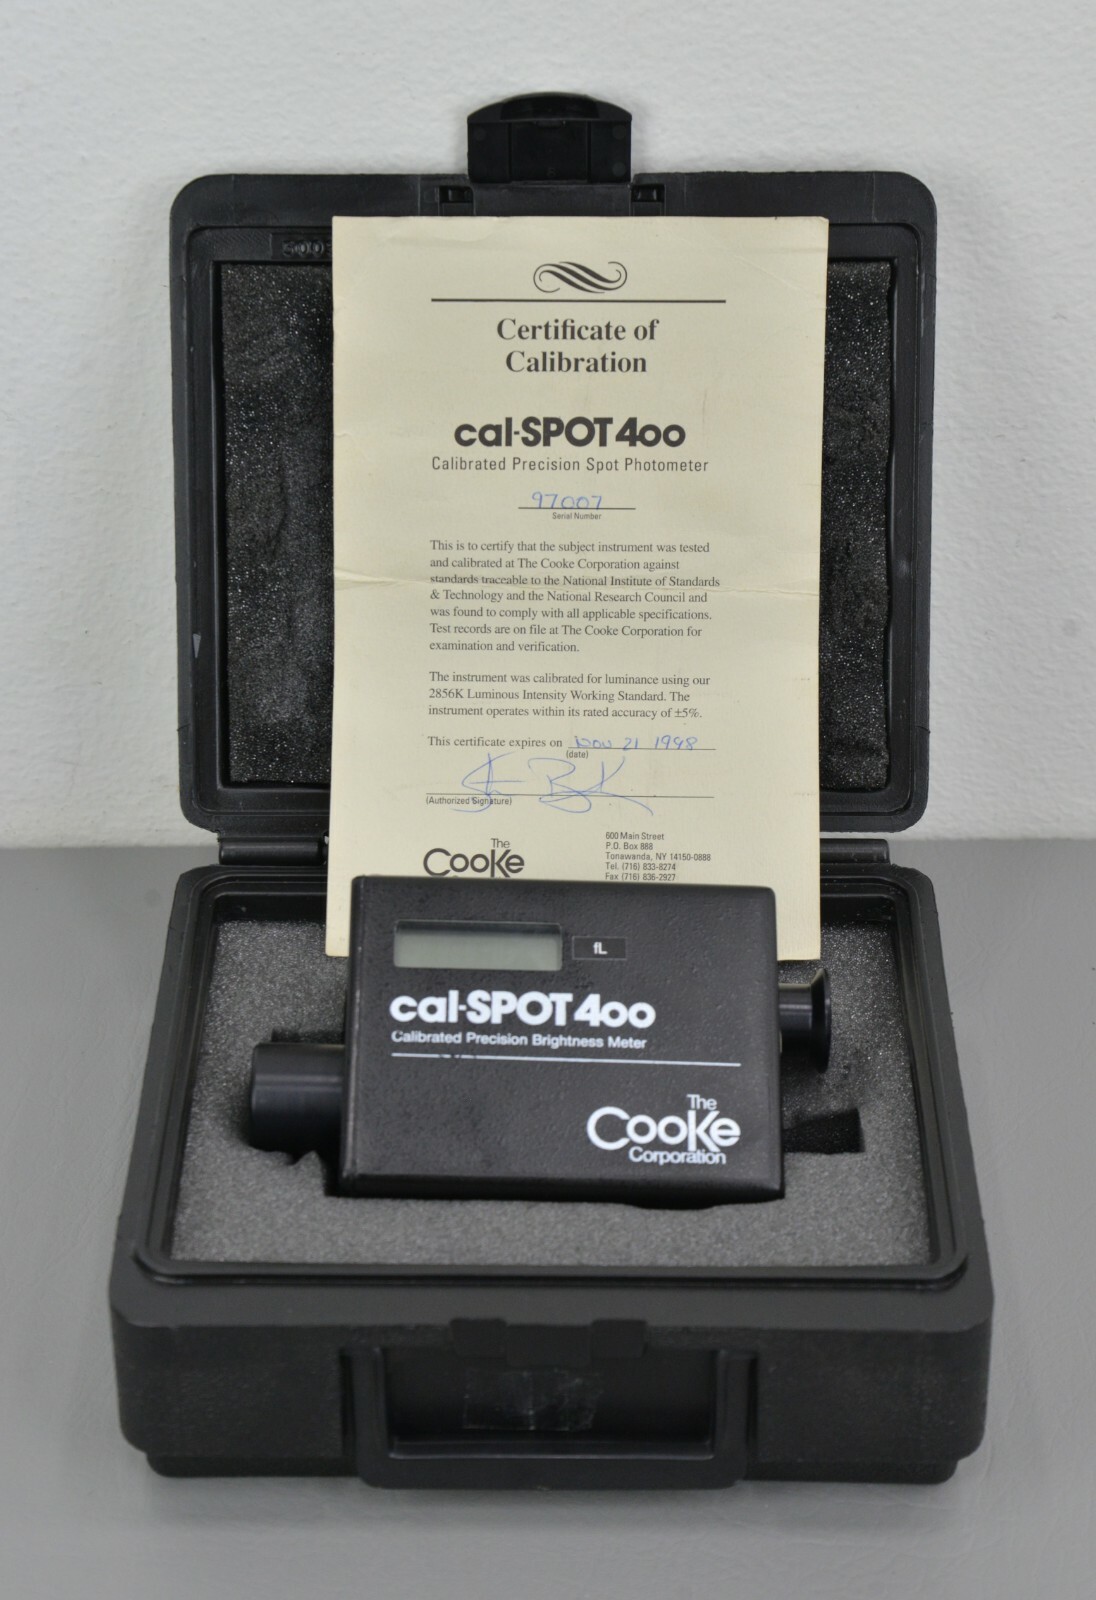 Certificate of
Calibration
cal-SPOT 400
Calibrated Precision Spot Photometer
97007
Serial Number
This is to certify that the subject instrument was tested
and calibrated at The Cooke Corporation against
standards traceable to the National Institute of Standards
& Technology and the National Research Council and
was found to comply with all applicable specifications.
Test records are on file at The Cooke Corporation for
examination and verification.
The instrument was calibrated for luminance using our
2856K Luminous Intensity Working Standard. The
instrument operates within its rated accuracy of ±5%.
This certificate expires on Nov 21 1998
(date)
(Authorized Signature)
The
Cooke
600 Main Street
P.O. Box 888
Tonawanda, NY 14150-0888
Tel. (716) 833-8274
Fax (716) 836-2927
fL
cal-SPOT 400
Calibrated Precision Brightness Meter
The
Cooke
Corporation